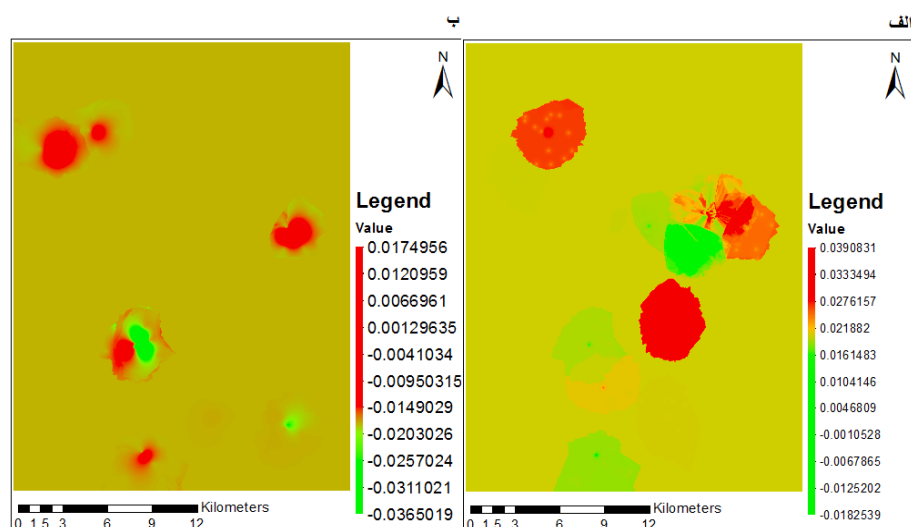 ب
الف
N
Legend
Value
0.0174956
0.0120959
0.0066961
0.00129635
-0.0041034
-0.00950315
-0.0149029
-0.0203026
-0.0257024
-0.0311021
-0.0365019
Kilometers
0 1.5 3 6 9 12
N
Legend
Value
0.0390831
0.0333494
0.0276157
0.021882
0.0161483
0.0104146
0.0046809
-0.0010528
-0.0067865
-0.0125202
-0.0182539
Kilometers
0 1.5 3 6 9 12